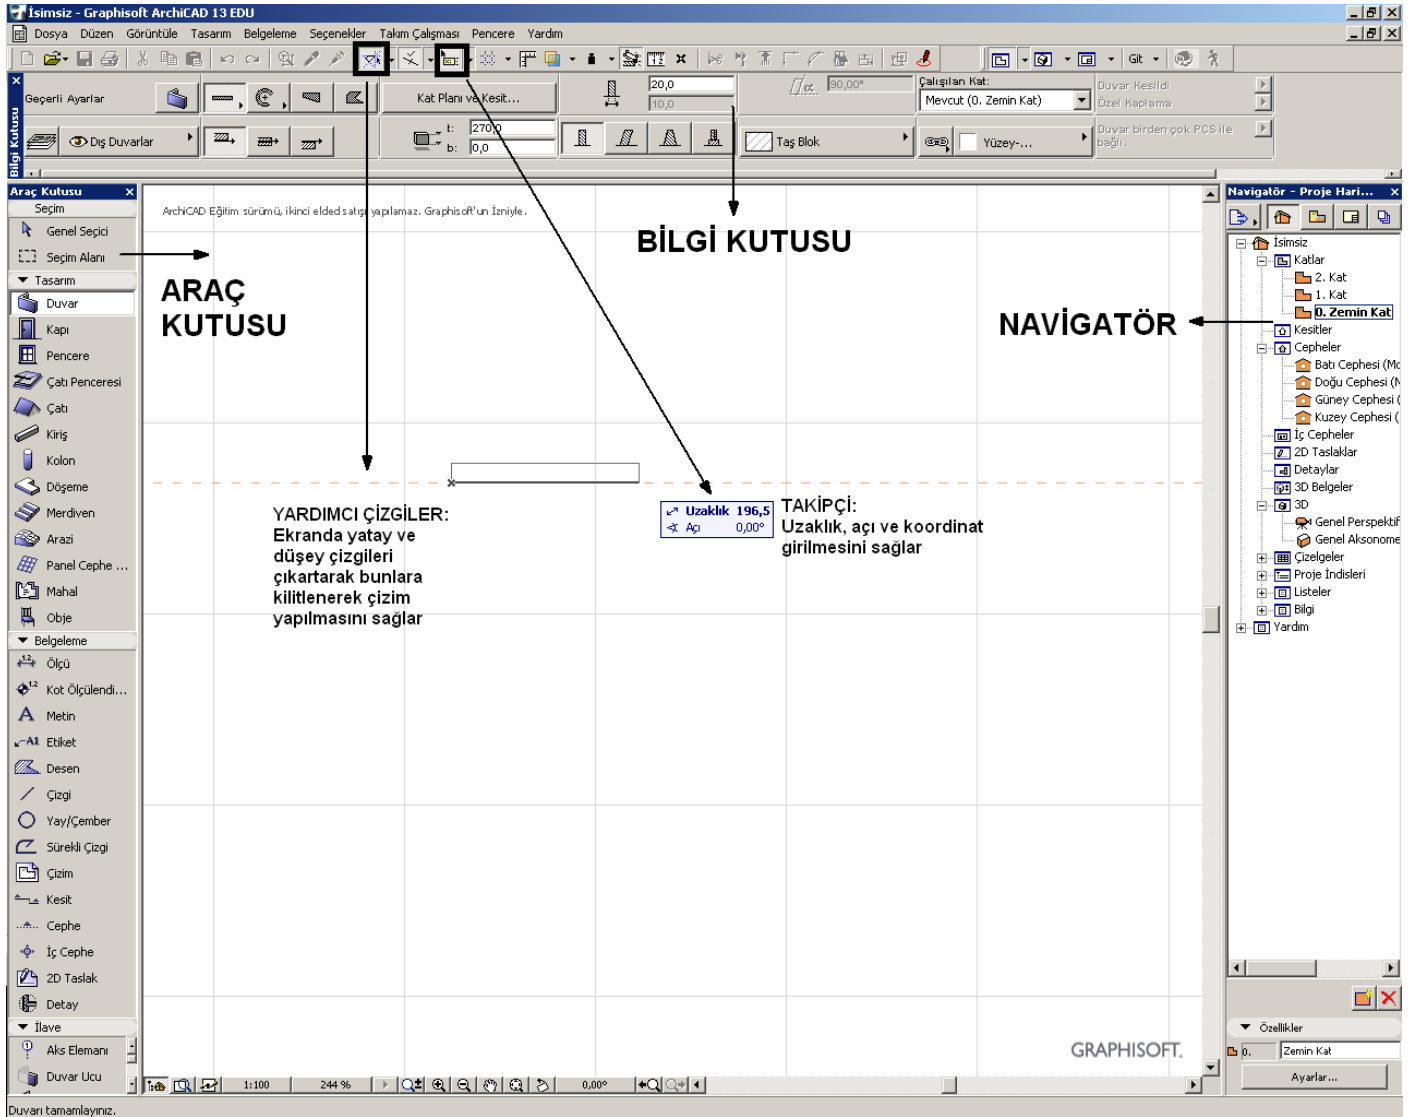 İsimsiz - Graphisoft ArchiCAD 13 EDU
Dosya Düzen Görüntüle Tasarım Belgeleme Seçenekler Takım Çalışması Pencere Yardım
Git
Bilgi Kutusu
Geçerli Ayarlar
Kat Planı ve Kesit...
20,0
10,0
90,00°
Çalışılan Kat:
Mevcut (0. Zemin Kat)
Duvar Kesildi
Özel Kaplama
Dış Duvarlar
t: 270,0
b: 0,0
Taş Blok
Yüzey-...
Duvar birden çok PCS ile
bağlı.
Araç Kutusu
Seçim
Genel Seçici
Seçim Alanı
Tasarım
Duvar
Kapı
Pencere
Çatı Penceresi
Çatı
Kiriş
Kolon
Döşeme
Merdiven
Arazi
Panel Cephe ...
Mahal
Obje
Belgeleme
1.2 Ölçü
1.2 Kot Ölçülendi...
A Metin
A1 Etiket
Desen
Çizgi
Yay/Çember
Sürekli Çizgi
Çizim
Kesit
Cephe
İç Cephe
2D Taslak
Detay
İlave
Aks Elemanı
Duvar Ucu
ArchiCAD Eğitim sürümü, ikinci elded satışı yapılamaz. Graphisoft'un İzniyle.
BİLGİ KUTUSU
ARAÇ
KUTUSU
NAVİGATÖR
YARDIMCI ÇİZGİLER:
Ekranda yatay ve
düşey çizgileri
çıkartarak bunlara
kilitlenerek çizim
yapılmasını sağlar
Uzaklık 196,5
Açı 0,00°
TAKİPÇİ:
Uzaklık, açı ve koordinat
girilmesini sağlar
GRAPHISOFT.
Navigatör - Proje Hari...
İsimsiz
Katlar
2. Kat
1. Kat
0. Zemin Kat
Kesitler
Cepheler
Batı Cephesi (Mo
Doğu Cephesi (M
Güney Cephesi (
Kuzey Cephesi (
İç Cepheler
2D Taslaklar
Detaylar
3D Belgeler
3D
Genel Perspektif
Genel Aksonome
Çizelgeler
Proje İndisleri
Listeler
Bilgi
Yardım
Özellikler
0. Zemin Kat
Ayarlar...
1:100 244 % 0,00°
Duvarı tamamlayınız.